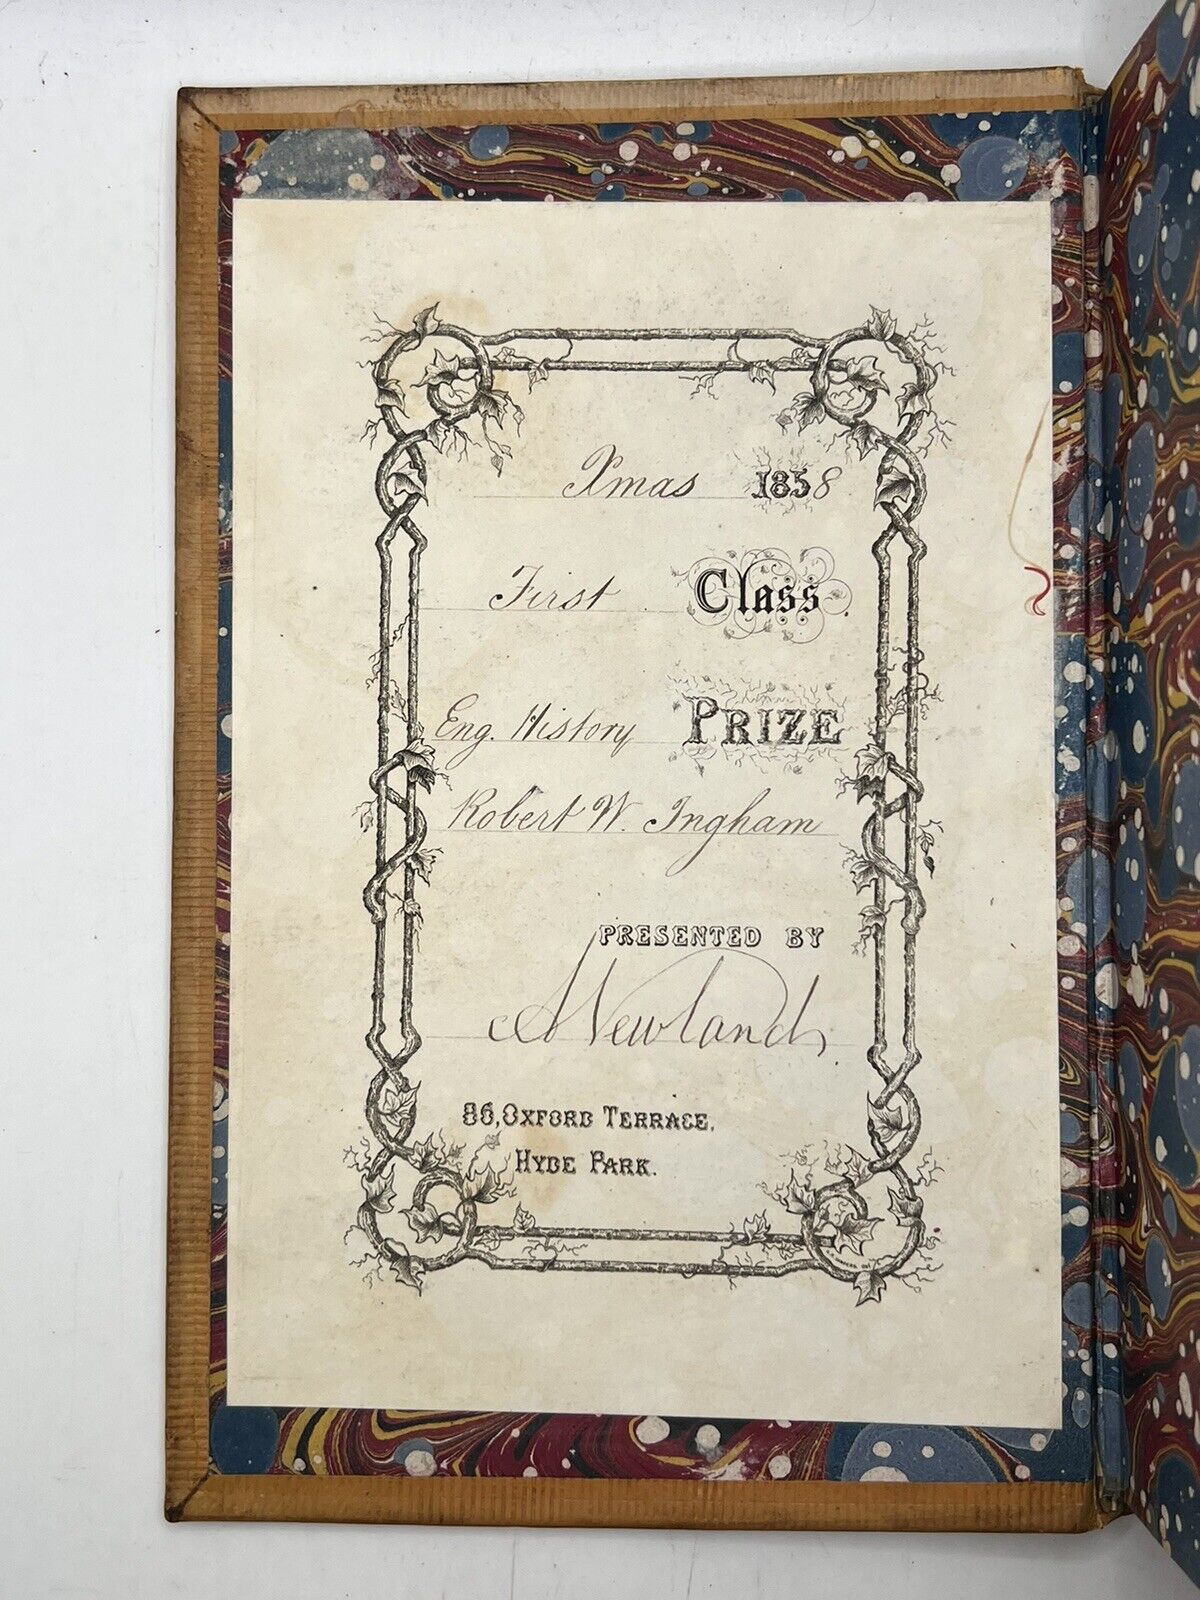 Xmas 1858
First Class.
Eng. History PRIZE
Robert W. Ingham
PRESENTED BY
A Newland
86, OXFORD TERRACE,
HYDE PARK.